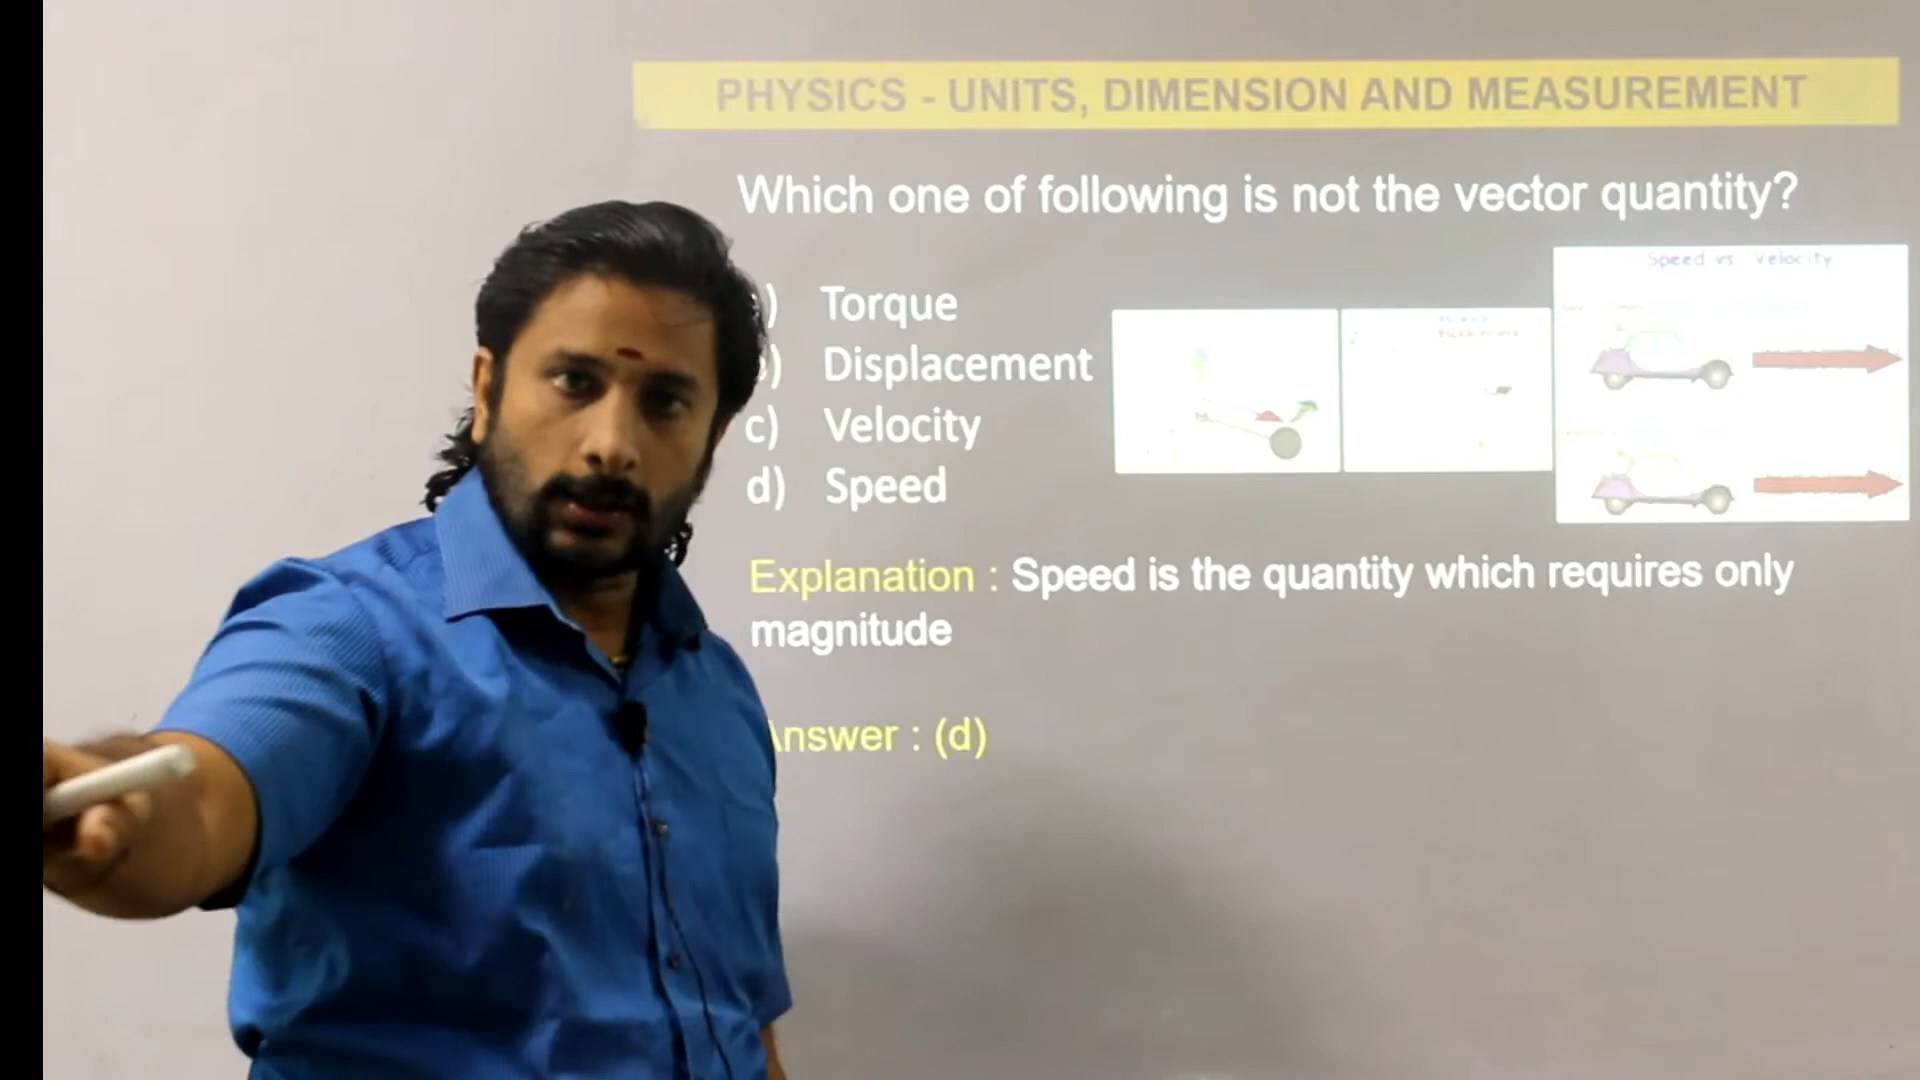 PHYSICS - UNITS, DIMENSION AND MEASUREMENT
Which one of following is not the vector quantity?
) Torque
) Displacement
c) Velocity
d) Speed
Speed vs Velocity
Explanation : Speed is the quantity which requires only
magnitude
nswer : (d)